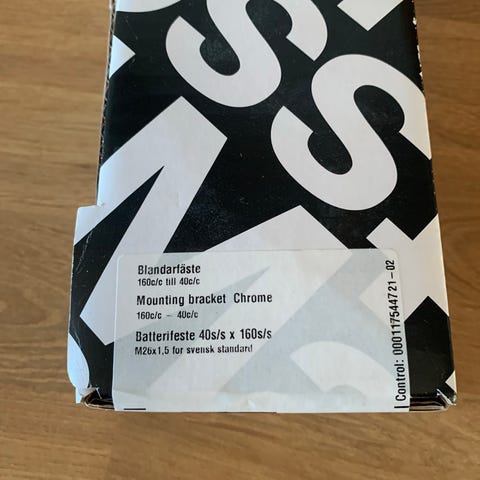 Blandarfäste
160c/c till 40c/c
Mounting bracket Chrome
160c/c - 40c/c
Batterifeste 40s/s x 160s/s
M26x1,5 for svensk standard
Control: 000117544721-02